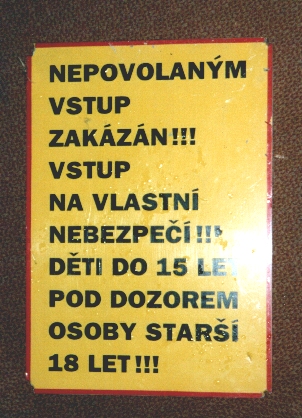 NEPOVOLANÝM
VSTUP
ZAKÁZÁN!!!
VSTUP
NA VLASTNÍ
NEBEZPEČÍ!!!
DĚTI DO 15 LET
POD DOZOREM
OSOBY STARŠÍ
18 LET!!!